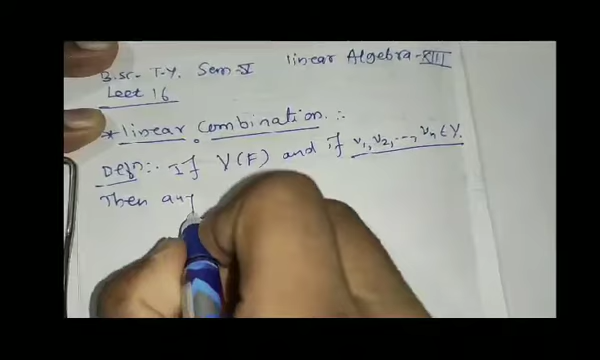 B.sc- T-Y. Sem-V linear Algebra-XIII
Lect 16
* linear combination :
Defn:- If V(F) and if v1, v2, ..., vn ∈ V.
Then any